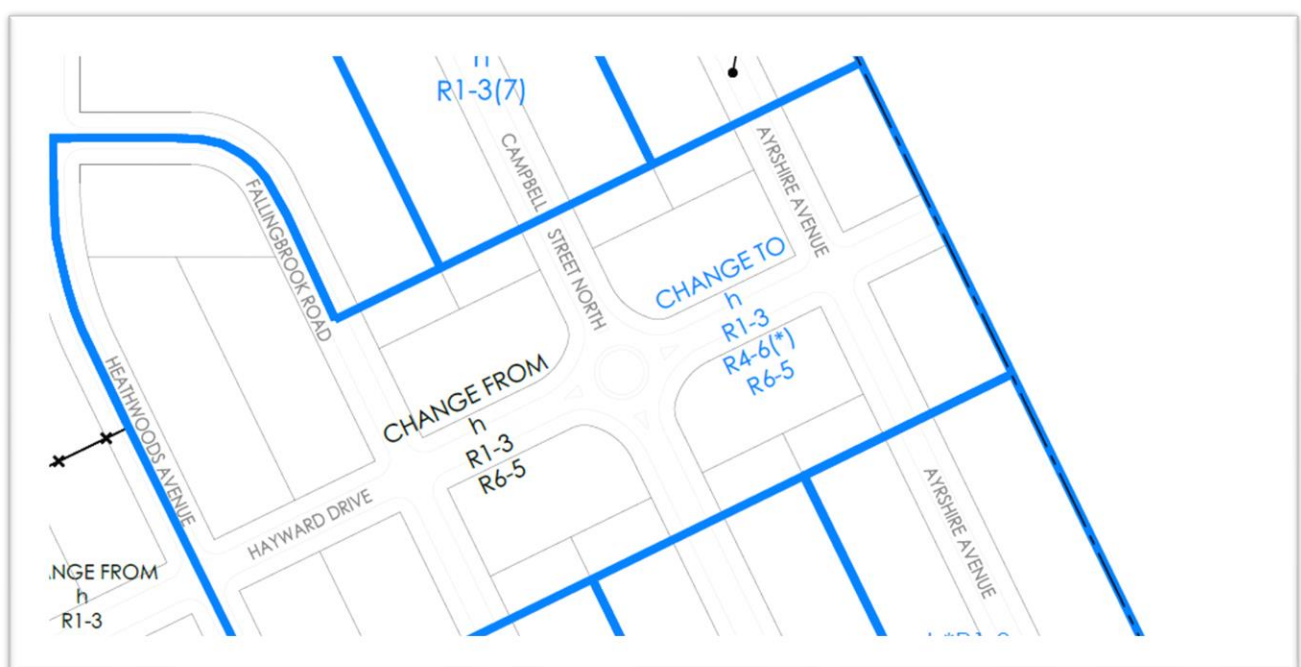 R1-3(7)
CAMPBELL
STREET NORTH
AYRSHIRE AVENUE
FALLINGBROOK ROAD
CHANGE TO
h
R1-3
R4-6(*)
R6-5
HEATHWOODS AVENUE
CHANGE FROM
h
R1-3
R6-5
HAYWARD DRIVE
AYRSHIRE AVENUE
NGE FROM
h
R1-3